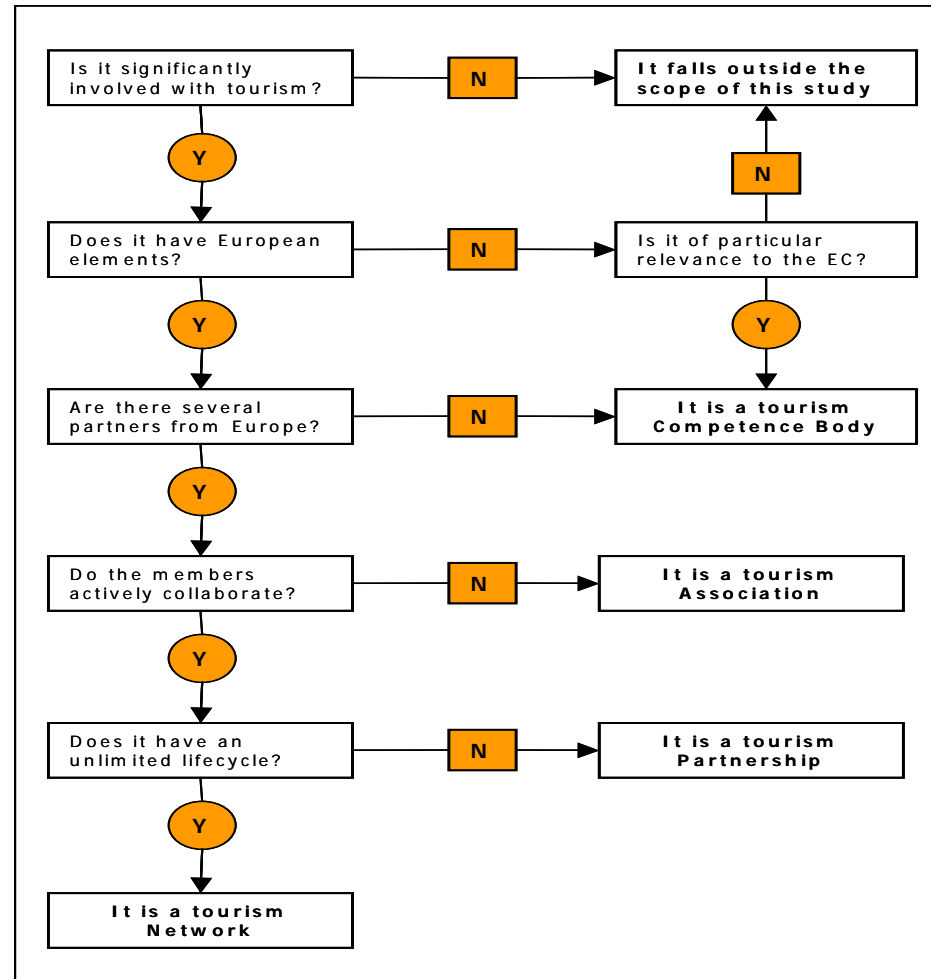 Is it significantly
involved with tourism?
N
It falls outside the
scope of this study
Y
N
Does it have European
elements?
N
Is it of particular
relevance to the EC?
Y
Y
Are there several
partners from Europe?
N
It is a tourism
Competence Body
Y
Do the members
actively collaborate?
N
It is a tourism
Association
Y
Does it have an
unlimited lifecycle?
N
It is a tourism
Partnership
Y
It is a tourism
Network